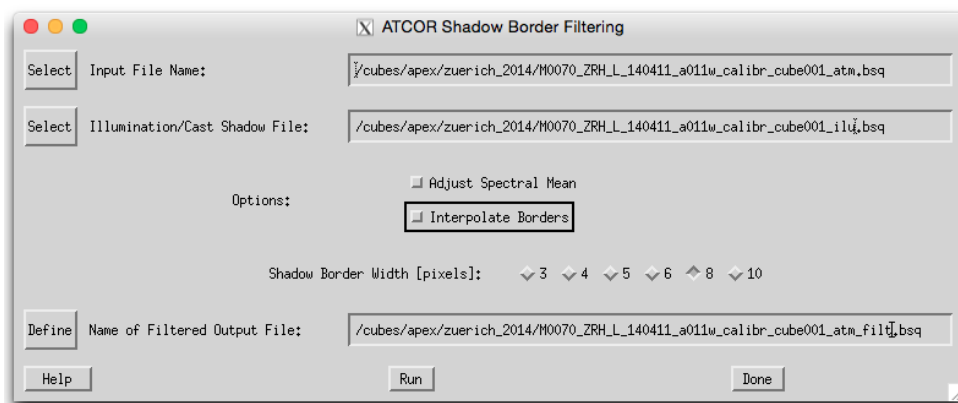 ATCOR Shadow Border Filtering
Select Input File Name: /cubes/apex/zuerich_2014/M0070_ZRH_L_140411_a011w_calibr_cube001_atm.bsq
Select Illumination/Cast Shadow File: /cubes/apex/zuerich_2014/M0070_ZRH_L_140411_a011w_calibr_cube001_ilu.bsq
Adjust Spectral Mean
Options:
Interpolate Borders
Shadow Border Width [pixels]: 3 4 5 6 8 10
Define Name of Filtered Output File: /cubes/apex/zuerich_2014/M0070_ZRH_L_140411_a011w_calibr_cube001_atm_filt.bsq
Help Run Done